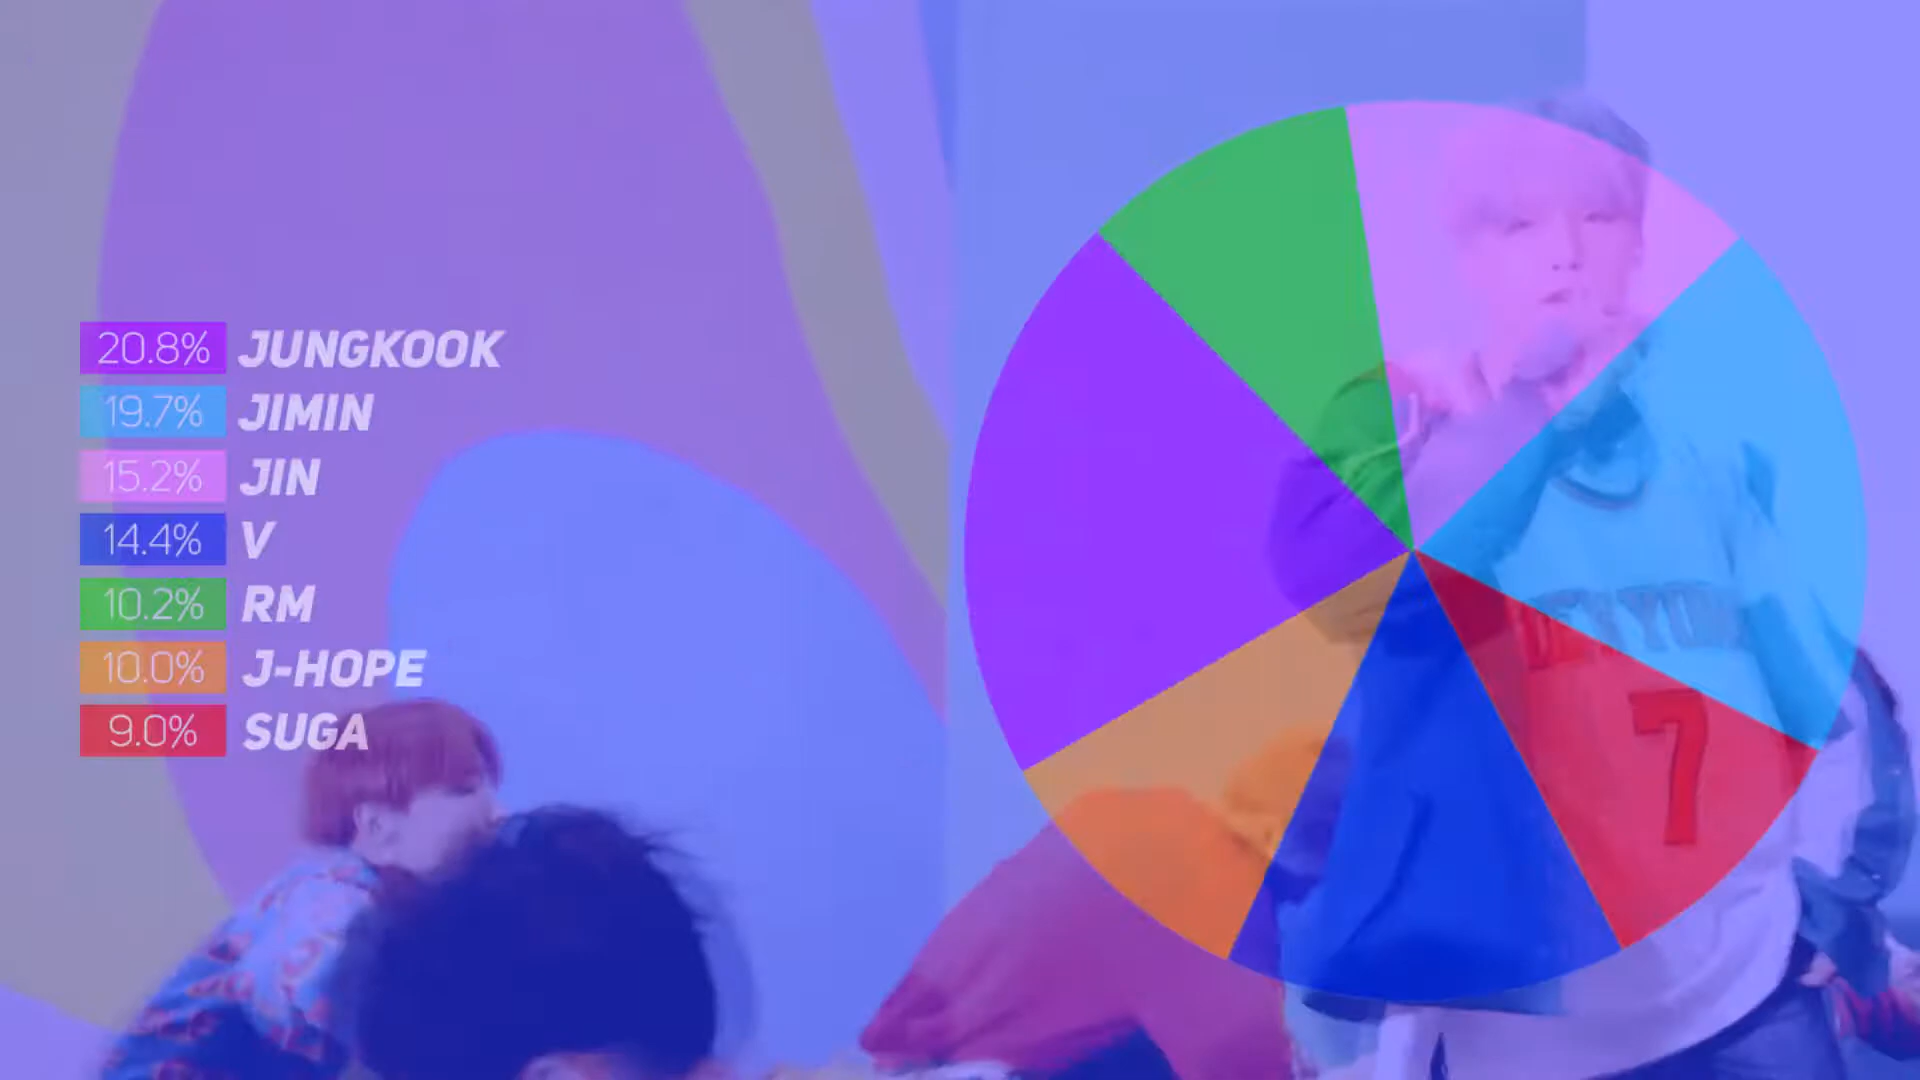 20.8% JUNGKOOK
19.7% JIMIN
15.2% JIN
14.4% V
10.2% RM
10.0% J-HOPE
9.0% SUGA
7